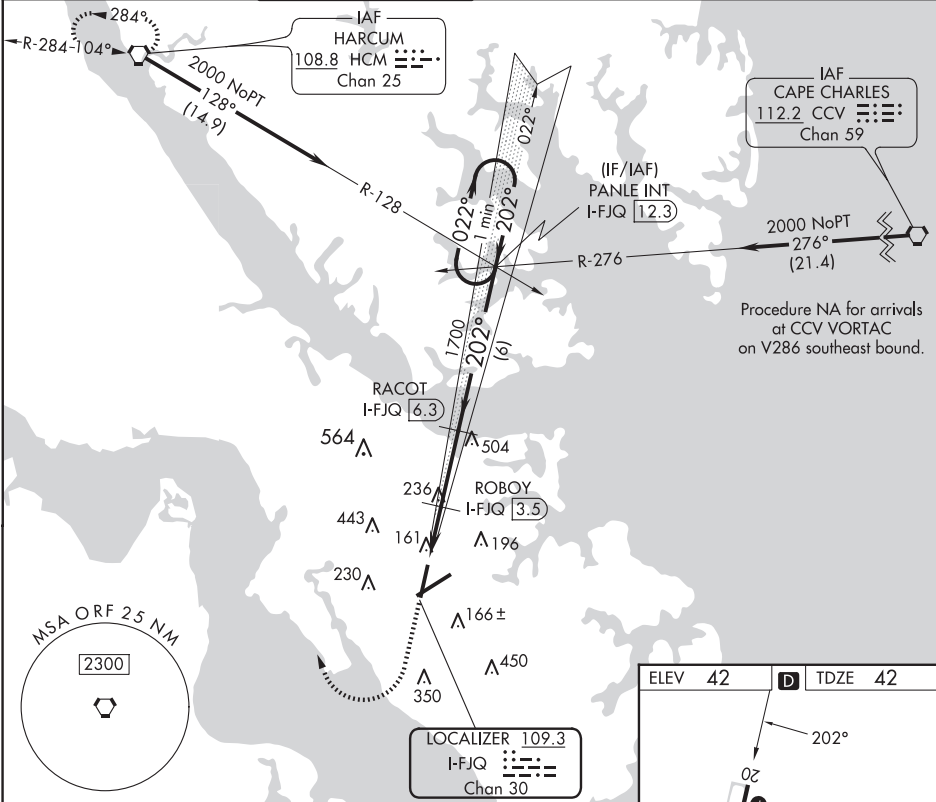 284°
R-284-104°
IAF
HARCUM
108.8 HCM
Chan 25
2000 NoPT
128°
(14.9)
R-128
022°
IAF
CAPE CHARLES
112.2 CCV
Chan 59
(IF/IAF)
PANLE INT
I-FJQ 12.3
022°
1 min
202°
2000 NoPT
276°
(21.4)
R-276
Procedure NA for arrivals
at CCV VORTAC
on V286 southeast bound.
1700
202°
(6)
RACOT
I-FJQ 6.3
564
504
236
ROBOY
I-FJQ 3.5
443
161
196
230
166±
450
350
MSA ORF 25 NM
2300
LOCALIZER 109.3
I-FJQ
Chan 30
ELEV 42 D TDZE 42
202°
20